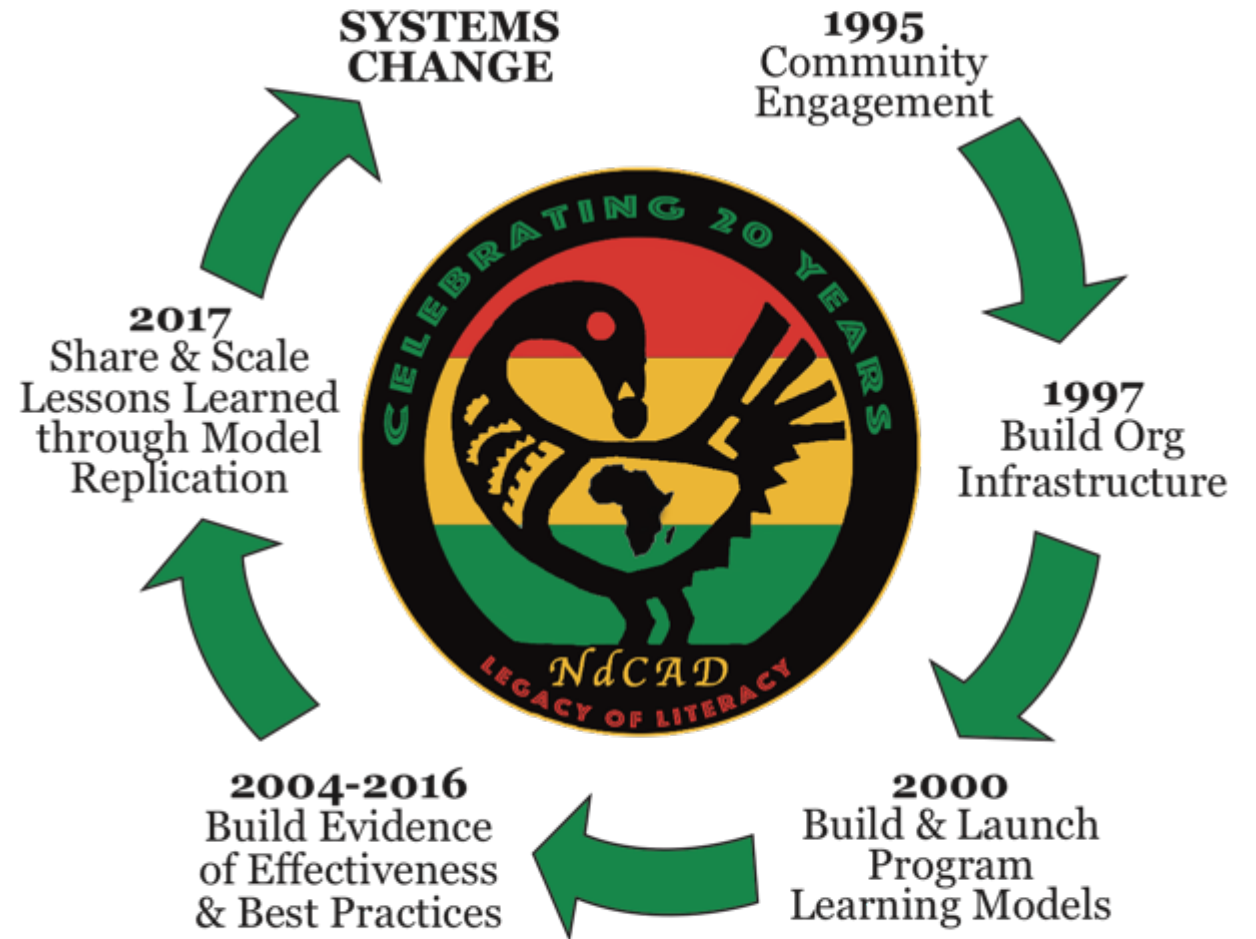 SYSTEMS
CHANGE
1995
Community
Engagement
1997
Build Org
Infrastructure
2000
Build & Launch
Program
Learning Models
2004-2016
Build Evidence
of Effectiveness
& Best Practices
2017
Share & Scale
Lessons Learned
through Model
Replication
CELEBRATING 20 YEARS
NdCAD
LEGACY OF LITERACY